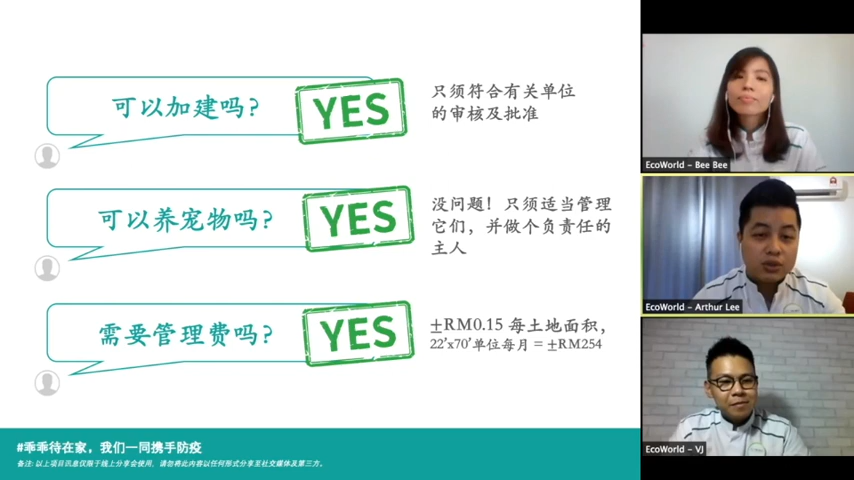 可以加建吗?
YES
只须符合有关单位
的审核及批准
可以养宠物吗?
YES
没问题！只须适当管理
它们，并做个负责任的
主人
需要管理费吗?
YES
±RM0.15 每土地面积，
22'x70'单位每月 = ±RM254
#乖乖待在家，我们一同携手防疫
备注: 以上项目讯息仅限于线上分享会使用，请勿将此内容以任何形式分享至社交媒体及第三方。
EcoWorld – Bee Bee
EcoWorld – Arthur Lee
EcoWorld – VJ